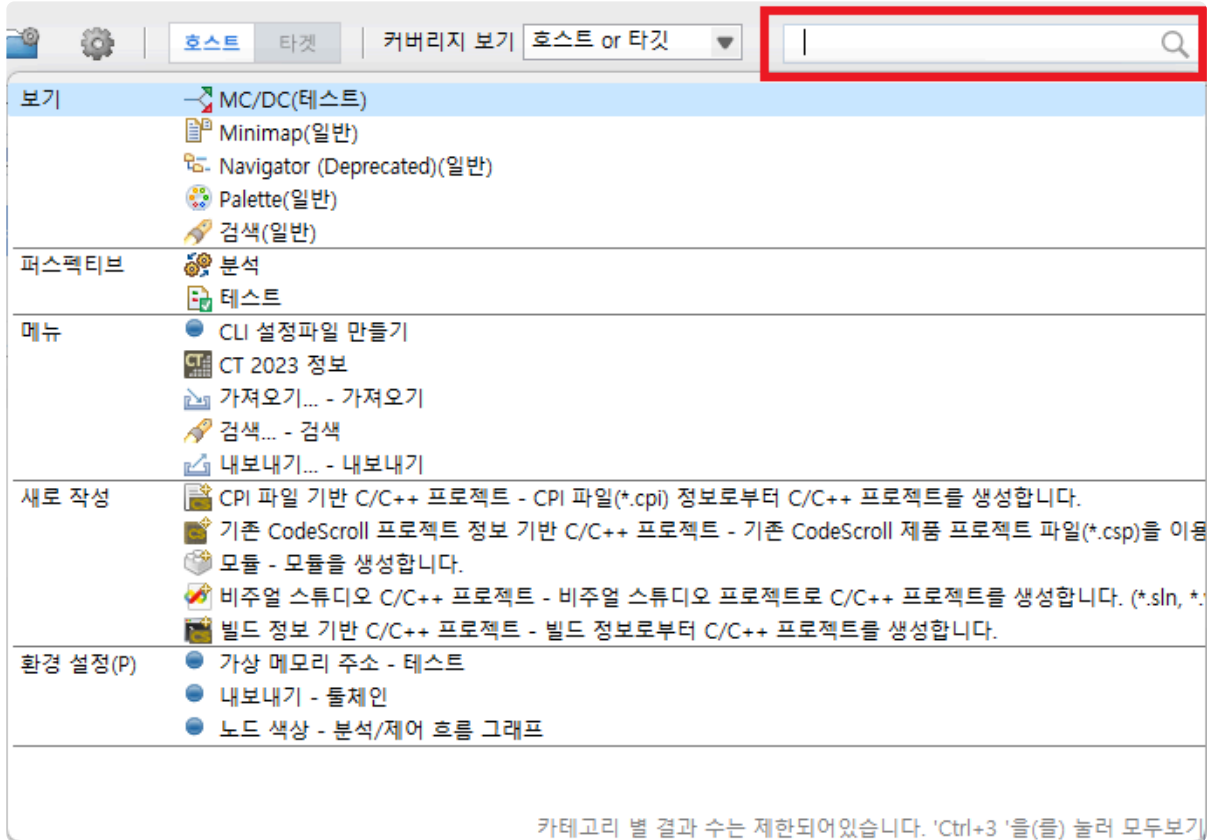 호스트 타겟 커버리지 보기 호스트 or 타깃
보기 MC/DC(테스트)
Minimap(일반)
Navigator (Deprecated)(일반)
Palette(일반)
검색(일반)
퍼스펙티브 분석
테스트
메뉴 CLI 설정파일 만들기
CT 2023 정보
가져오기... - 가져오기
검색... - 검색
내보내기... - 내보내기
새로 작성 CPI 파일 기반 C/C++ 프로젝트 - CPI 파일(*.cpi) 정보로부터 C/C++ 프로젝트를 생성합니다.
기존 CodeScroll 프로젝트 정보 기반 C/C++ 프로젝트 - 기존 CodeScroll 제품 프로젝트 파일(*.csp)을 이용
모듈 - 모듈을 생성합니다.
비주얼 스튜디오 C/C++ 프로젝트 - 비주얼 스튜디오 프로젝트로 C/C++ 프로젝트를 생성합니다. (*.sln, *.
빌드 정보 기반 C/C++ 프로젝트 - 빌드 정보로부터 C/C++ 프로젝트를 생성합니다.
환경 설정(P) 가상 메모리 주소 - 테스트
내보내기 - 툴체인
노드 색상 - 분석/제어 흐름 그래프
카테고리 별 결과 수는 제한되어있습니다. 'Ctrl+3 '을(를) 눌러 모두보기